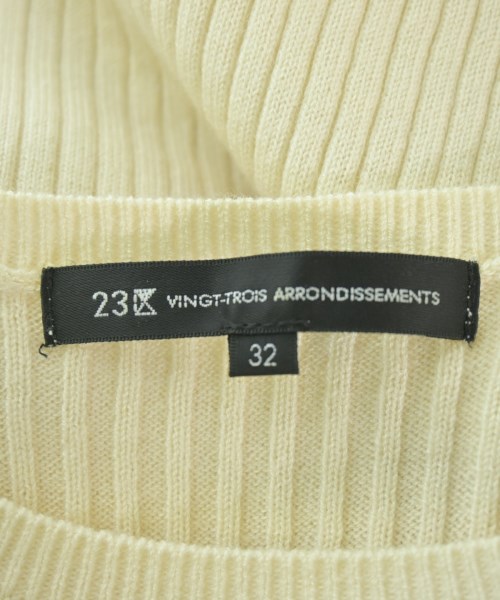 23区 VINGT-TROIS ARRONDISSEMENTS
32